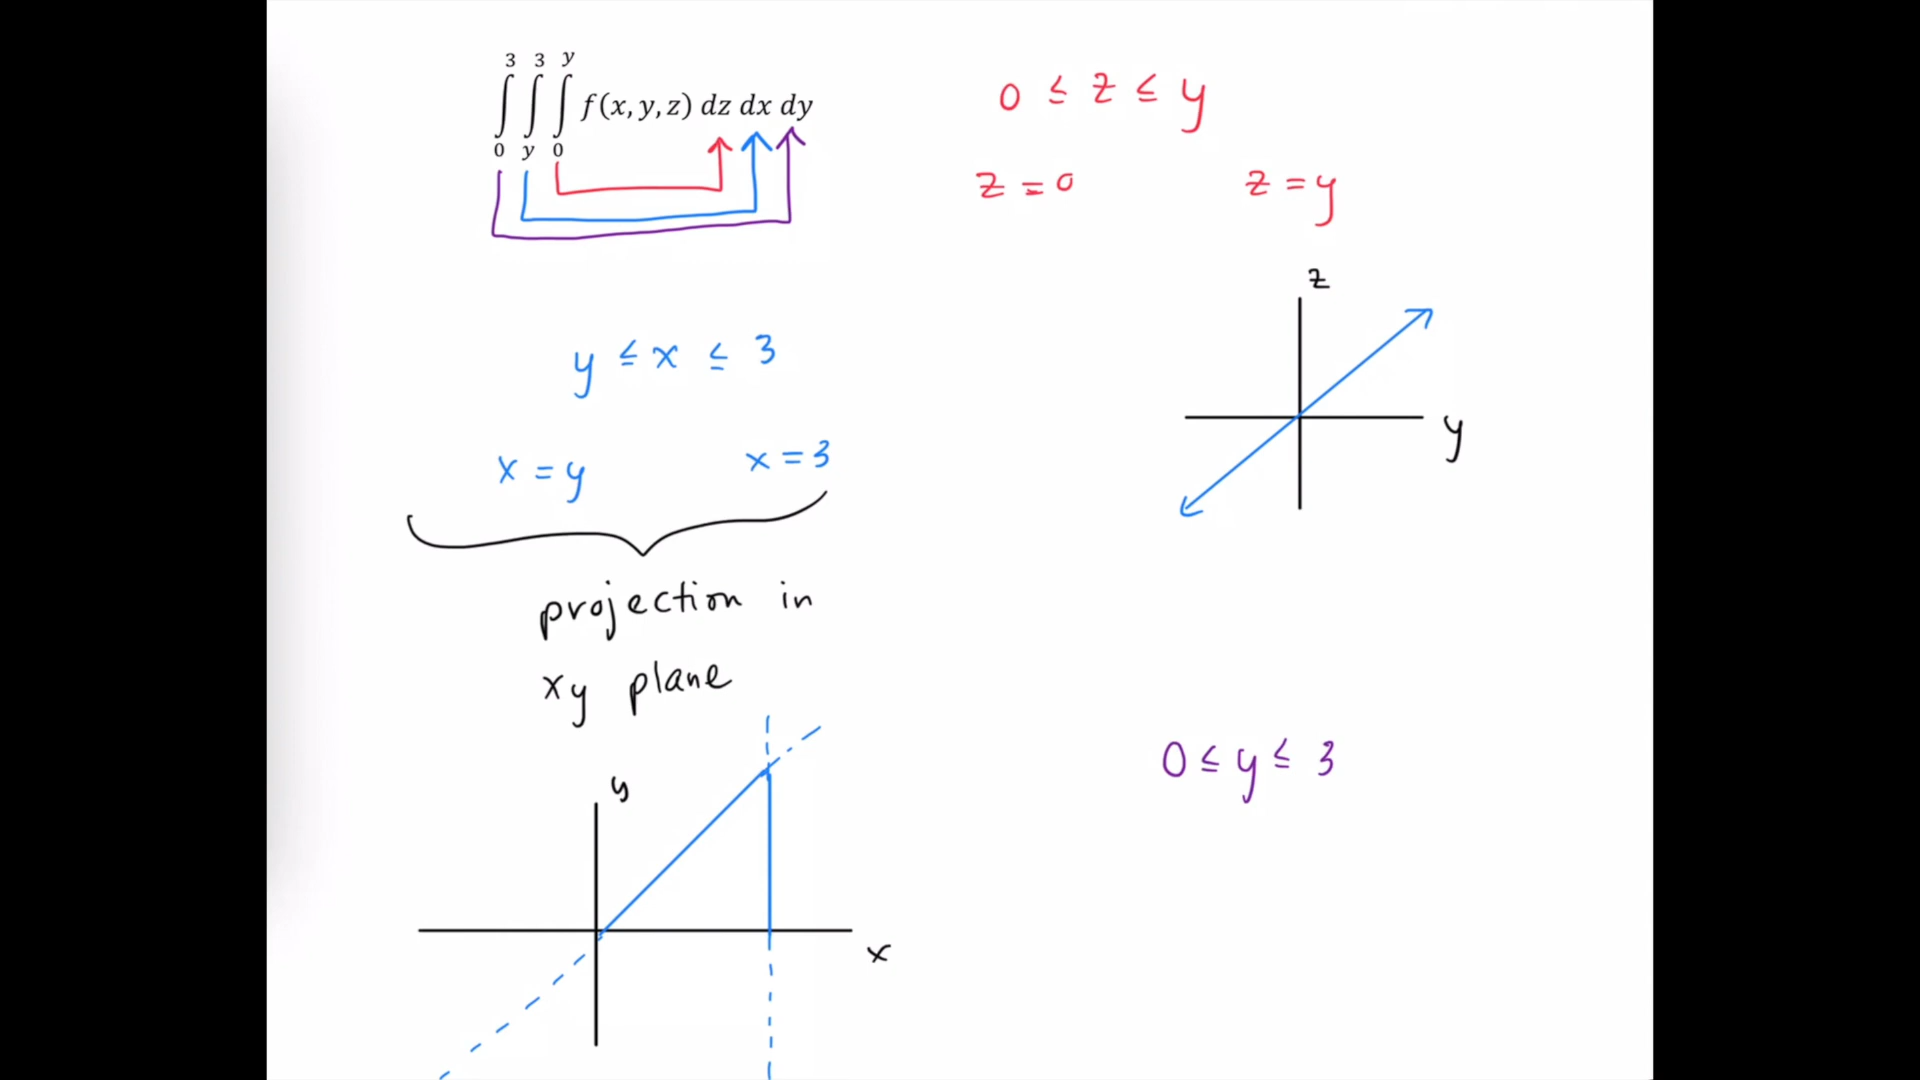 ∫₀³ ∫ᵧ³ ∫₀ʸ f(x, y, z) dz dx dy
0 ≤ z ≤ y
z = 0 z = y
z
y
y ≤ x ≤ 3
x = y x = 3
projection in
xy plane
y
x
0 ≤ y ≤ 3